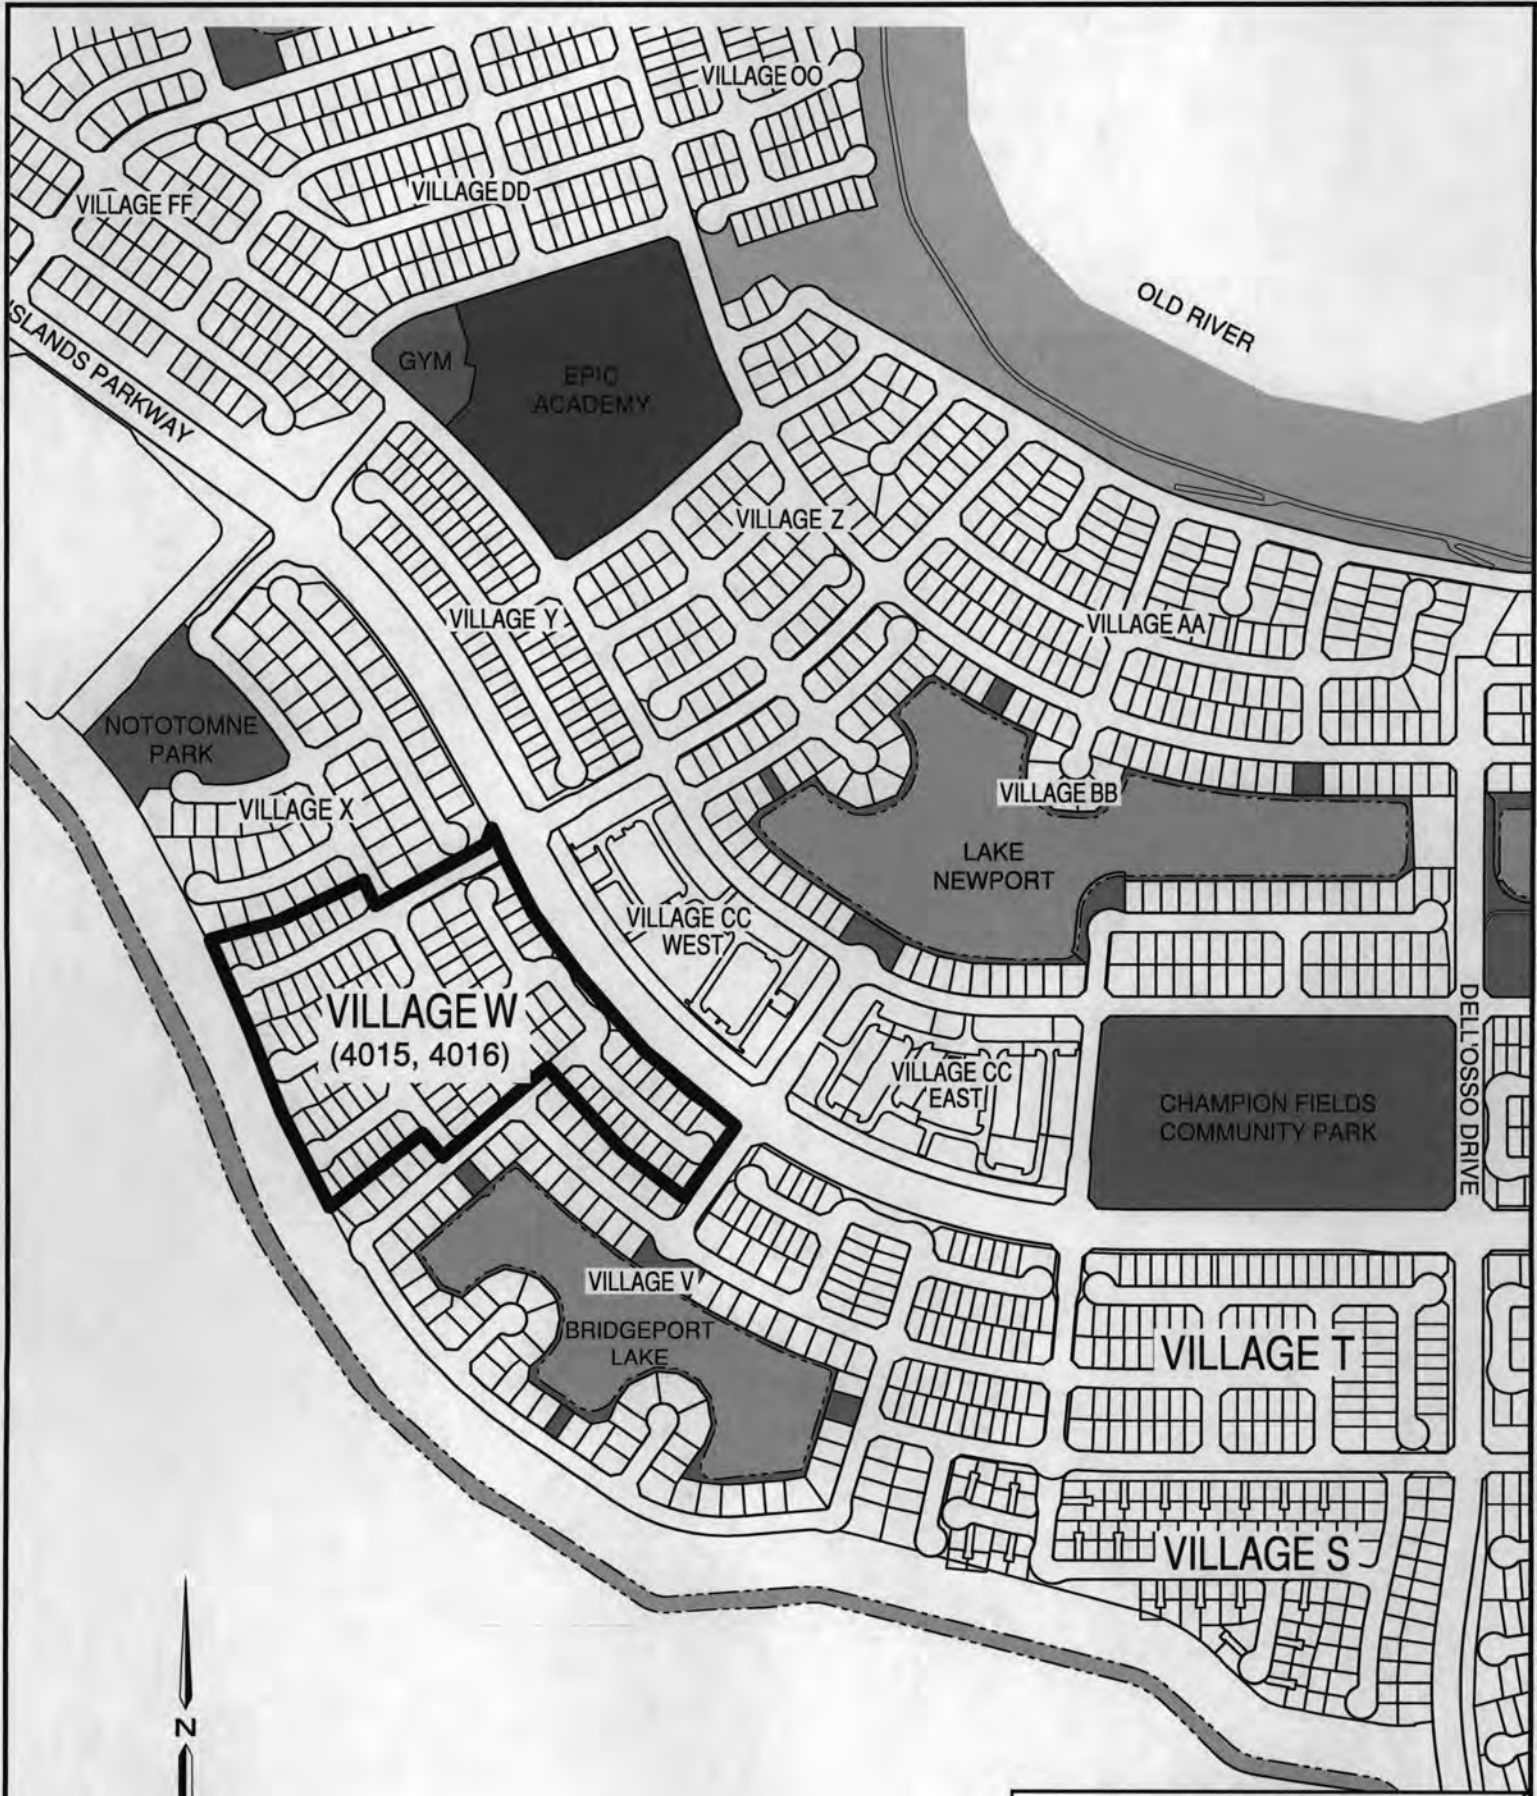 VILLAGE OO
VILLAGE DD
VILLAGE FF
OLD RIVER
ISLANDS PARKWAY
GYM
EPIC
ACADEMY
VILLAGE Z
VILLAGE Y
VILLAGE AA
NOTOTOMNE
PARK
VILLAGE X
VILLAGE BB
LAKE
NEWPORT
VILLAGE CC
WEST
VILLAGE W
(4015, 4016)
VILLAGE CC
EAST
CHAMPION FIELDS
COMMUNITY PARK
DELL'OSSO DRIVE
VILLAGE V
BRIDGEPORT
LAKE
VILLAGE T
VILLAGE S
N